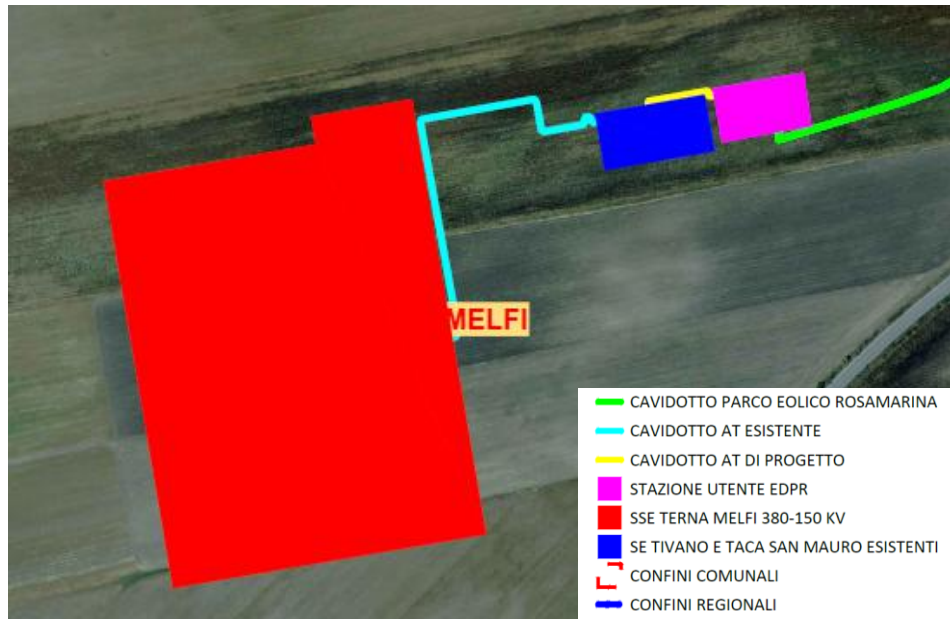 MELFI
CAVIDOTTO PARCO EOLICO ROSAMARINA
CAVIDOTTO AT ESISTENTE
CAVIDOTTO AT DI PROGETTO
STAZIONE UTENTE EDPR
SSE TERNA MELFI 380-150 KV
SE TIVANO E TACA SAN MAURO ESISTENTI
CONFINI COMUNALI
CONFINI REGIONALI